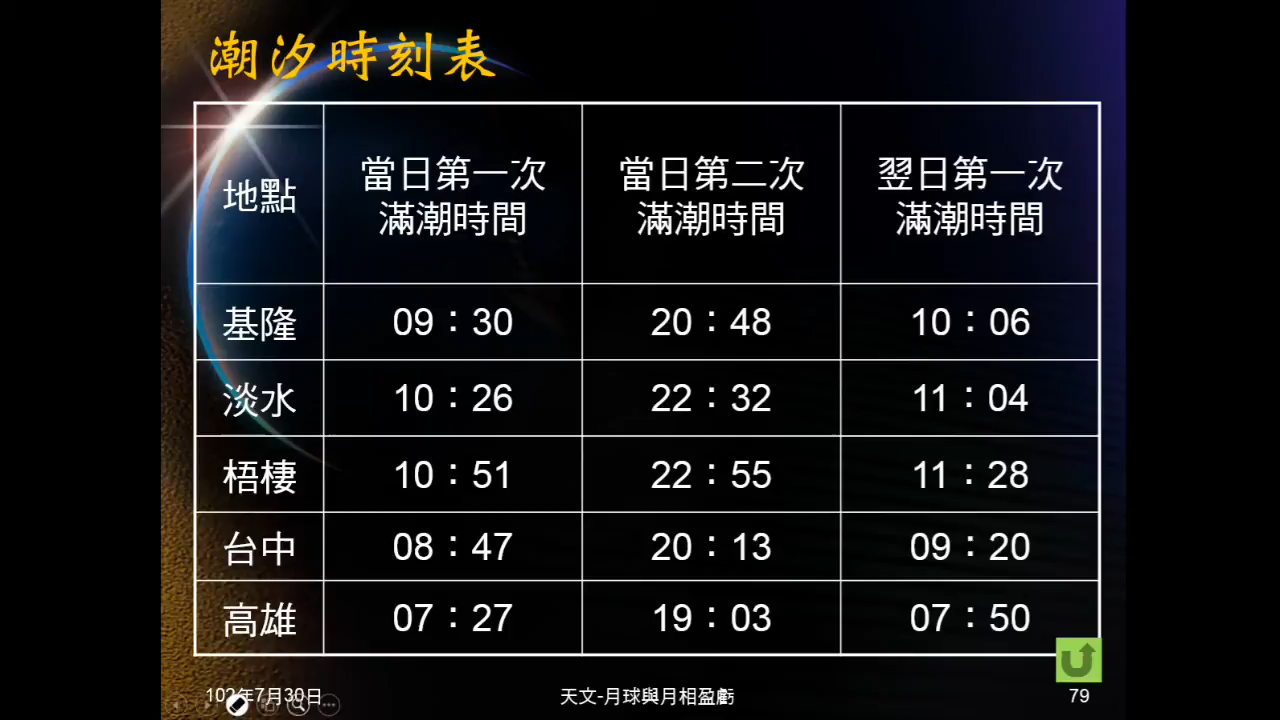 潮汐時刻表
地點 當日第一次滿潮時間 當日第二次滿潮時間 翌日第一次滿潮時間
基隆 09：30 20：48 10：06
淡水 10：26 22：32 11：04
梧棲 10：51 22：55 11：28
台中 08：47 20：13 09：20
高雄 07：27 19：03 07：50
102年7月30日 天文-月球與月相盈虧 79